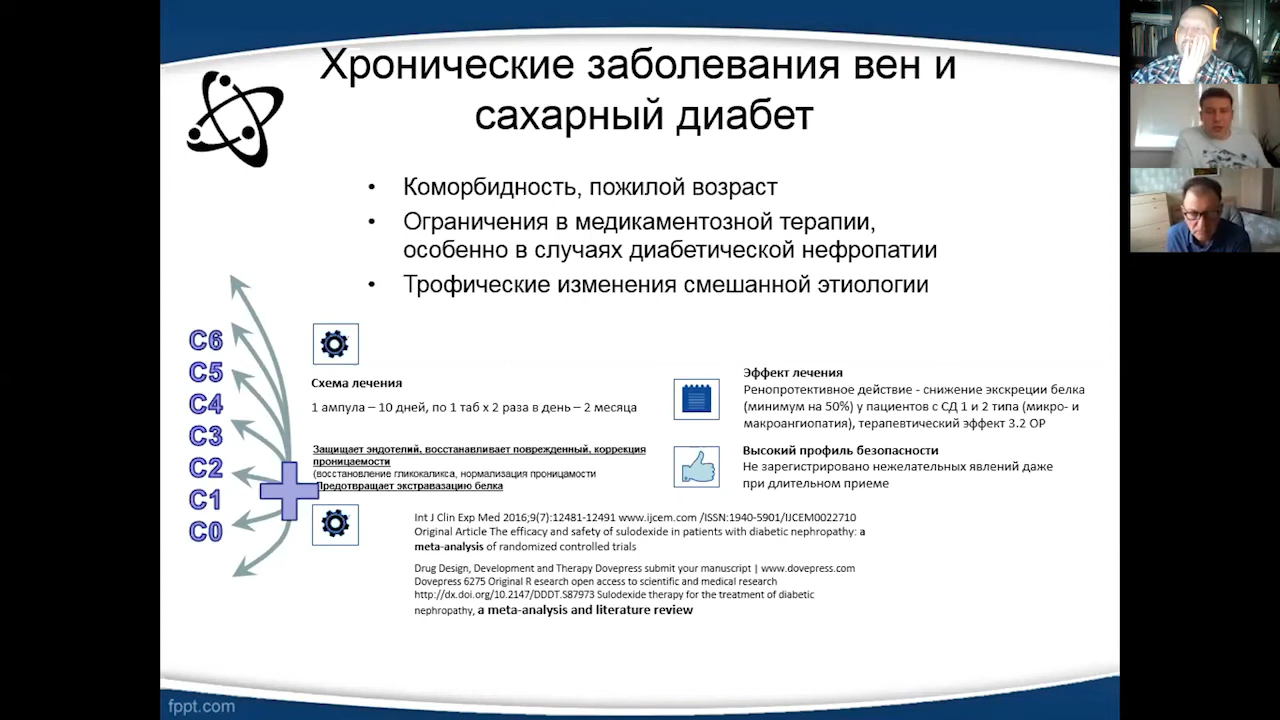 Хронические заболевания вен и
сахарный диабет
• Коморбидность, пожилой возраст
• Ограничения в медикаментозной терапии,
особенно в случаях диабетической нефропатии
• Трофические изменения смешанной этиологии
C6
C5
C4
C3
C2
C1
C0
Схема лечения
1 ампула – 10 дней, по 1 таб х 2 раза в день – 2 месяца
Защищает эндотелий, восстанавливает поврежденный, коррекция
проницаемости
(восстановление гликокаликса, нормализация проницамости
Предотвращает экстравазацию белка
Эффект лечения
Ренопротективное действие - снижение экскреции белка
(минимум на 50%) у пациентов с СД 1 и 2 типа (микро- и
макроангиопатия), терапевтический эффект 3.2 ОР
Высокий профиль безопасности
Не зарегистрировано нежелательных явлений даже
при длительном приеме
Int J Clin Exp Med 2016;9(7):12481-12491 www.ijcem.com /ISSN:1940-5901/IJCEM0022710
Original Article The efficacy and safety of sulodexide in patients with diabetic nephropathy: a
meta-analysis of randomized controlled trials
Drug Design, Development and Therapy Dovepress submit your manuscript | www.dovepress.com
Dovepress 6275 Original R esearch open access to scientific and medical research
http://dx.doi.org/10.2147/DDDT.S87973 Sulodexide therapy for the treatment of diabetic
nephropathy, a meta-analysis and literature review
fppt.com